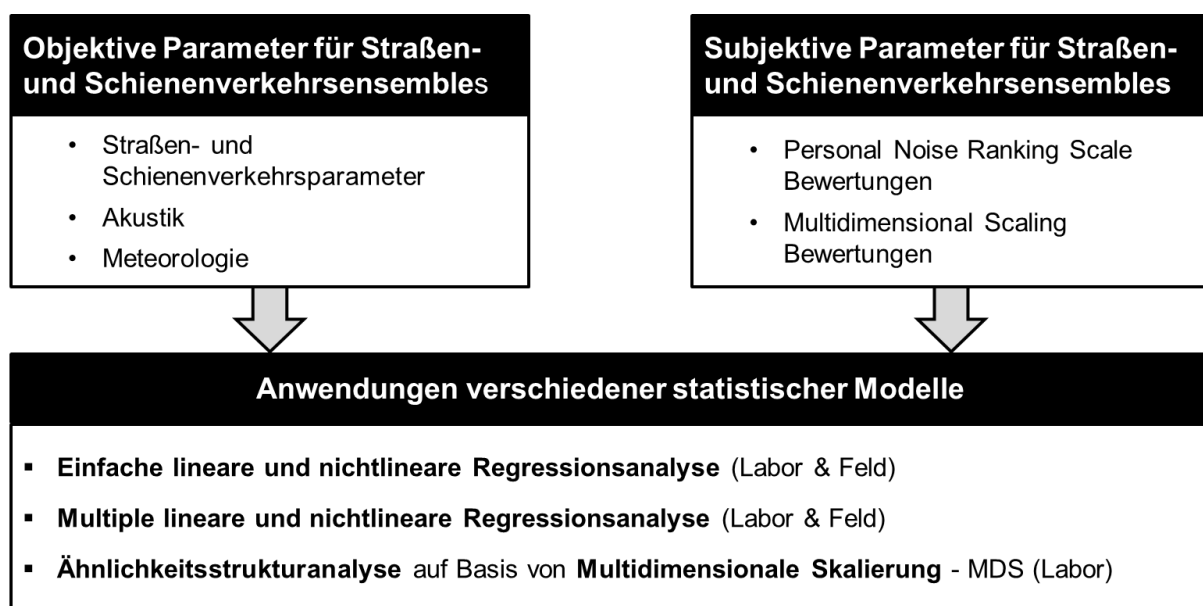 Objektive Parameter für Straßen-
und Schienenverkehrsensembles
• Straßen- und
Schienenverkehrsparameter
• Akustik
• Meteorologie
Subjektive Parameter für Straßen-
und Schienenverkehrsensembles
• Personal Noise Ranking Scale
Bewertungen
• Multidimensional Scaling
Bewertungen
Anwendungen verschiedener statistischer Modelle
▪ Einfache lineare und nichtlineare Regressionsanalyse (Labor & Feld)
▪ Multiple lineare und nichtlineare Regressionsanalyse (Labor & Feld)
▪ Ähnlichkeitsstrukturanalyse auf Basis von Multidimensionale Skalierung - MDS (Labor)